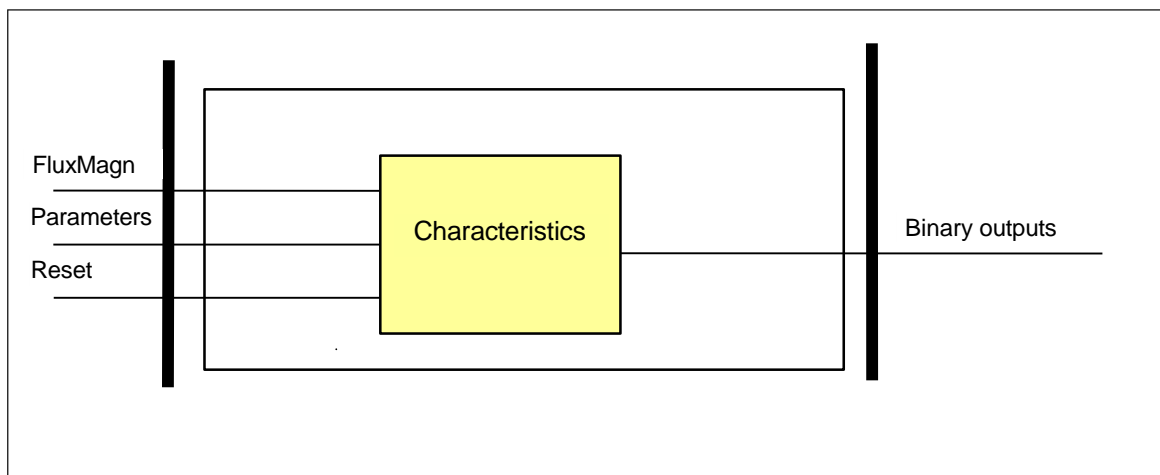 FluxMagn
Parameters
Reset
Characteristics
Binary outputs